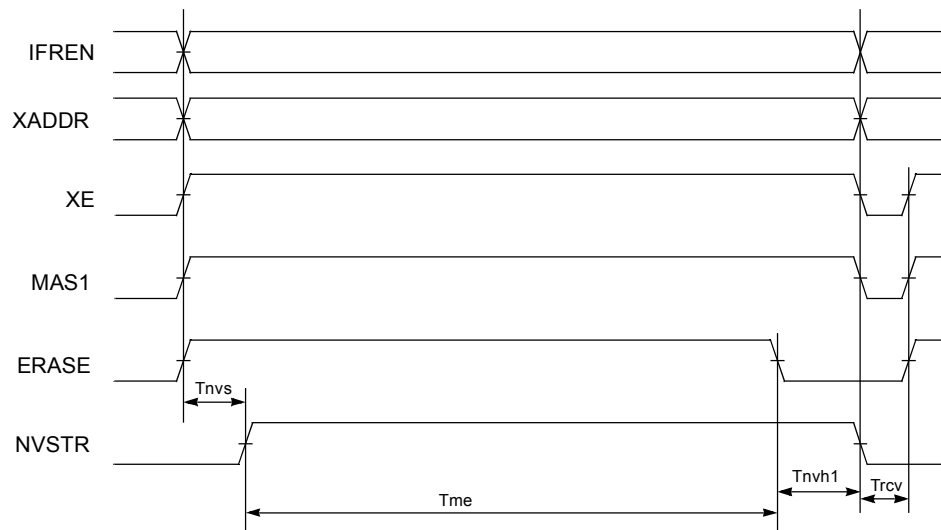 IFREN
XADDR
XE
MAS1
ERASE
Tnvs
NVSTR
Tnvh1
Trcv
Tme